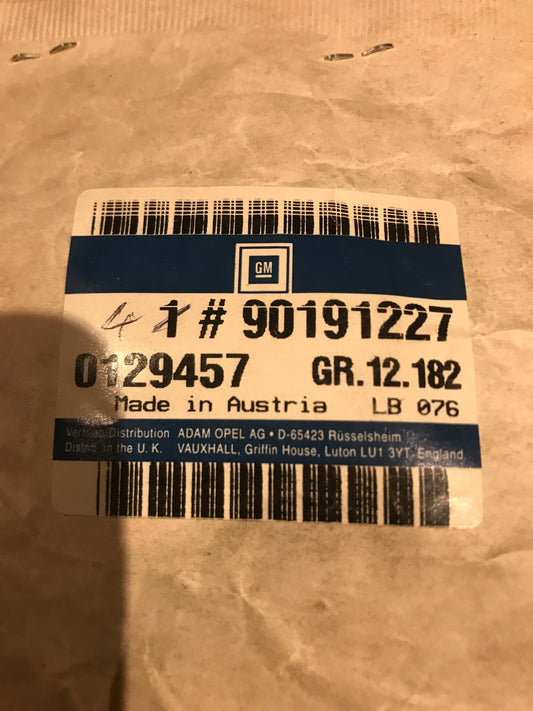 GM
4 1 # 90191227
0129457 GR.12.182
Made in Austria LB 076
Vertrieb/Distribution ADAM OPEL AG • D-65423 Rüsselsheim
Distrib. in the U. K. VAUXHALL, Griffin House, Luton LU1 3YT, England